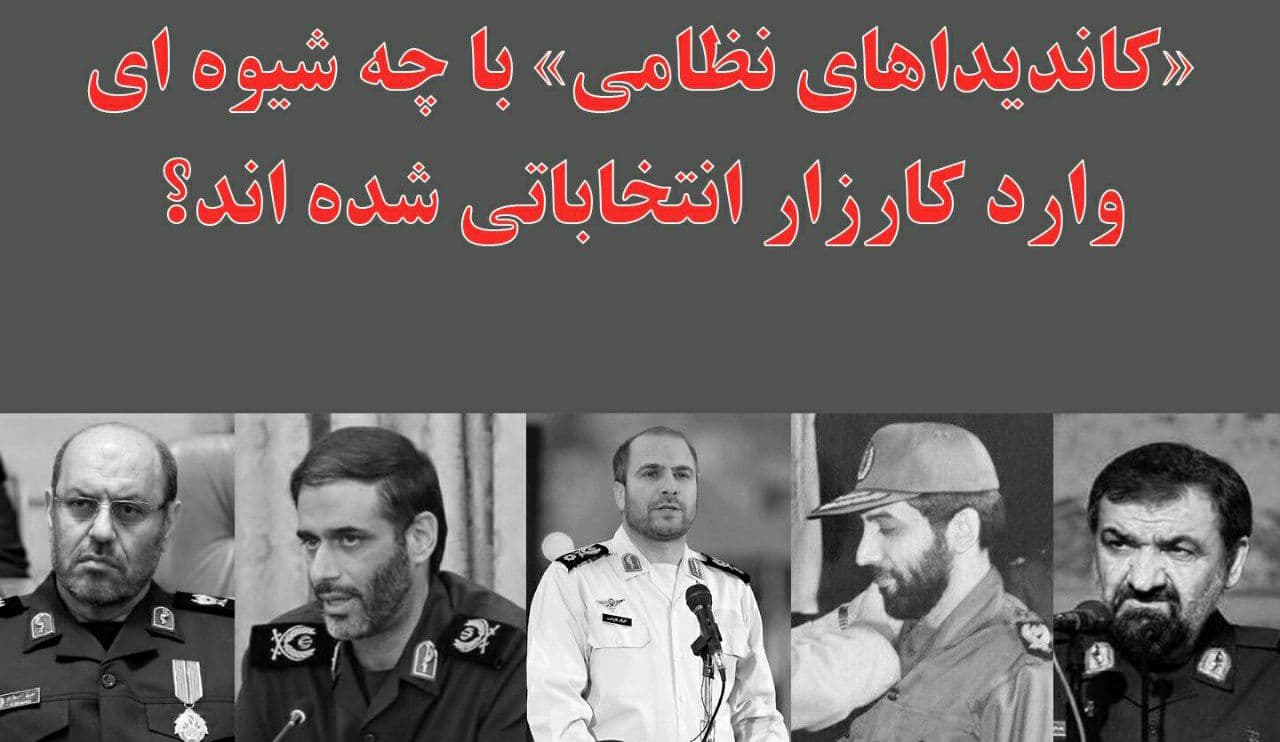 «کاندیداهای نظامی» با چه شیوه ای
وارد کارزار انتخاباتی شده اند؟